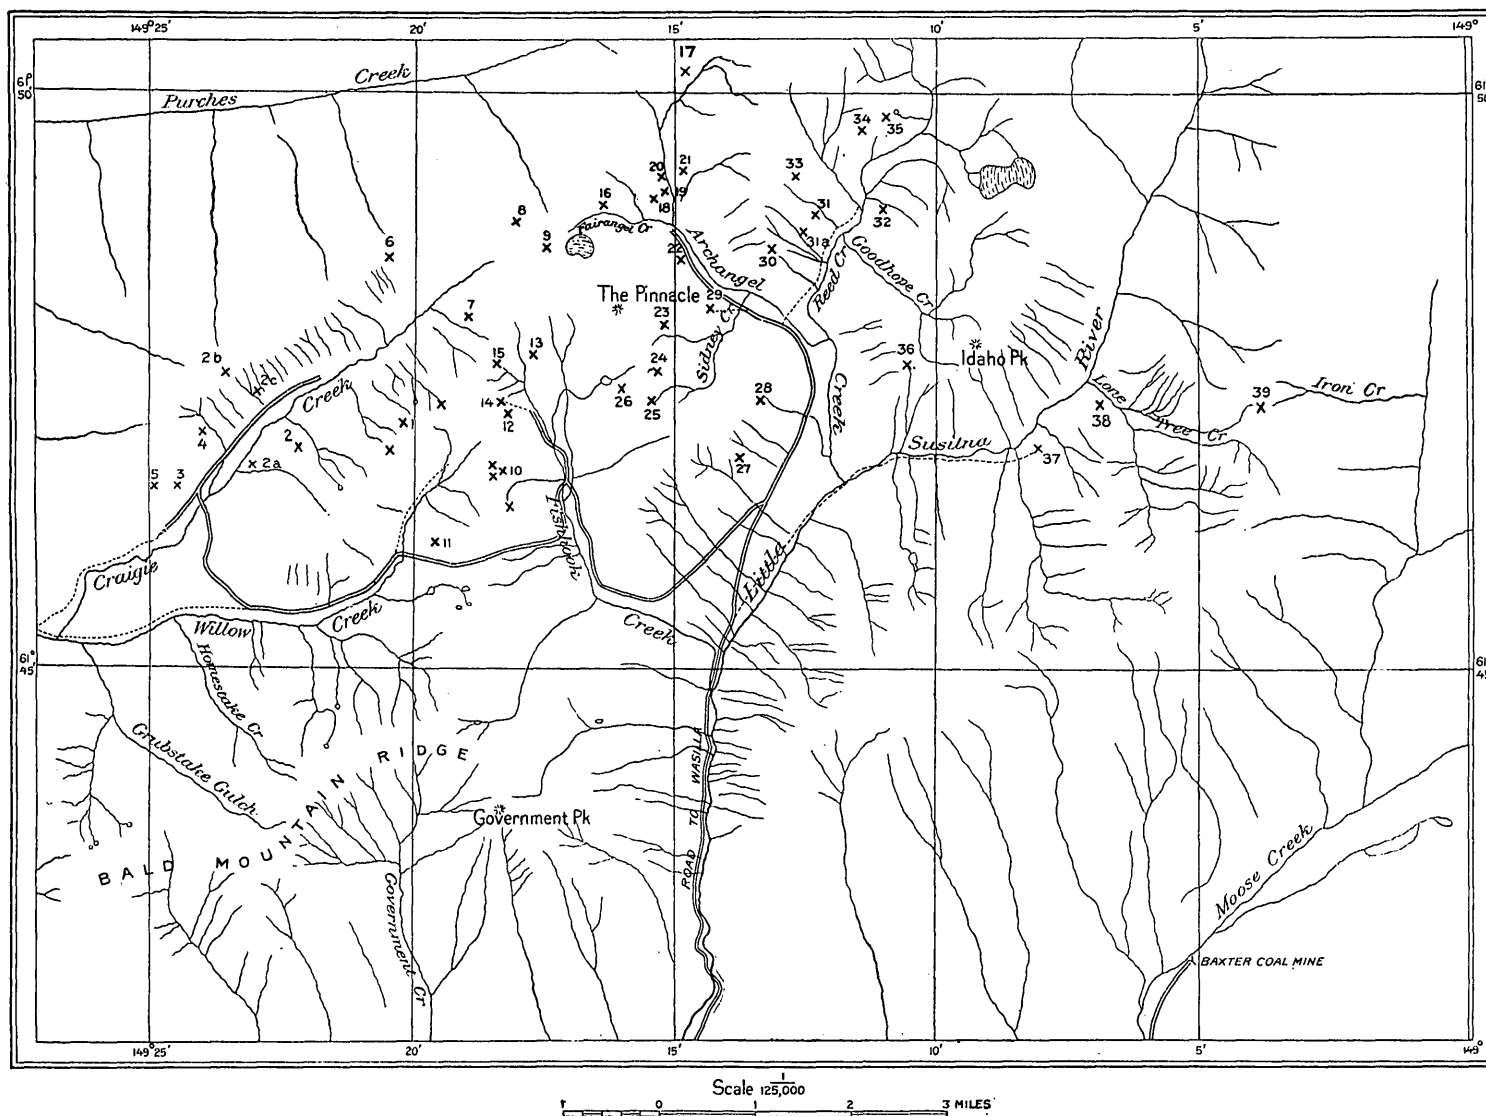 149° 25'
20'
15'
10'
5'
149°
17
61° 50'
61° 50'
Purches Creek
34
35
20
21
33
16
19
18
31
8
Fairangel Cr
32
9
22
Archangel
31a
6
30
Reed Cr
Goodhope Cr
The Pinnacle
29
7
23
Sidney Cr
River
15
13
2b
24
36
Idaho Pk
2c
Creek
26
25
28
Creek
Lone Tree Cr
39
Iron Cr
14
12
38
4
2
1
Susitna
2a
10
27
37
5
3
Fishhook
11
Little
Craigie
Willow Creek
Creek
61° 45'
61° 45'
Homestake Cr
Grubstake Gulch
BALD MOUNTAIN RIDGE
ROAD TO WASILLA
Government Pk
Government Cr
Moose Creek
BAXTER COAL MINE
149° 25'
20'
15'
10'
5'
149°
Scale 1/125,000
1 0 1 2 3 MILES